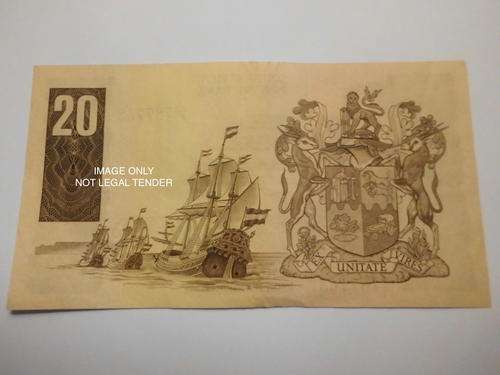 20
IMAGE ONLY
NOT LEGAL TENDER
EX UNITATE VIRES